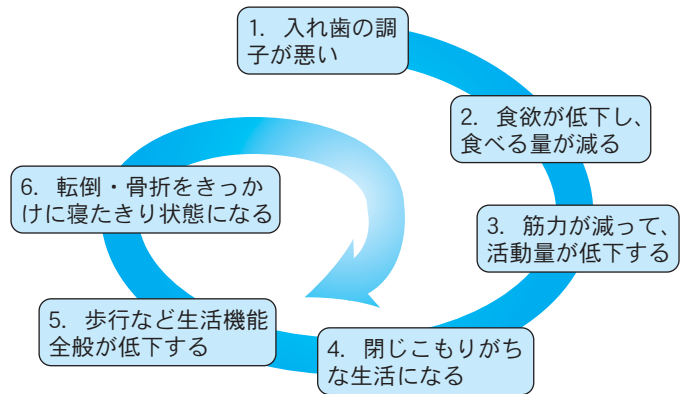 1. 入れ歯の調
子が悪い
2. 食欲が低下し、
食べる量が減る
3. 筋力が減って、
活動量が低下する
4. 閉じこもりがち
な生活になる
5. 歩行など生活機能
全般が低下する
6. 転倒・骨折をきっか
けに寝たきり状態になる